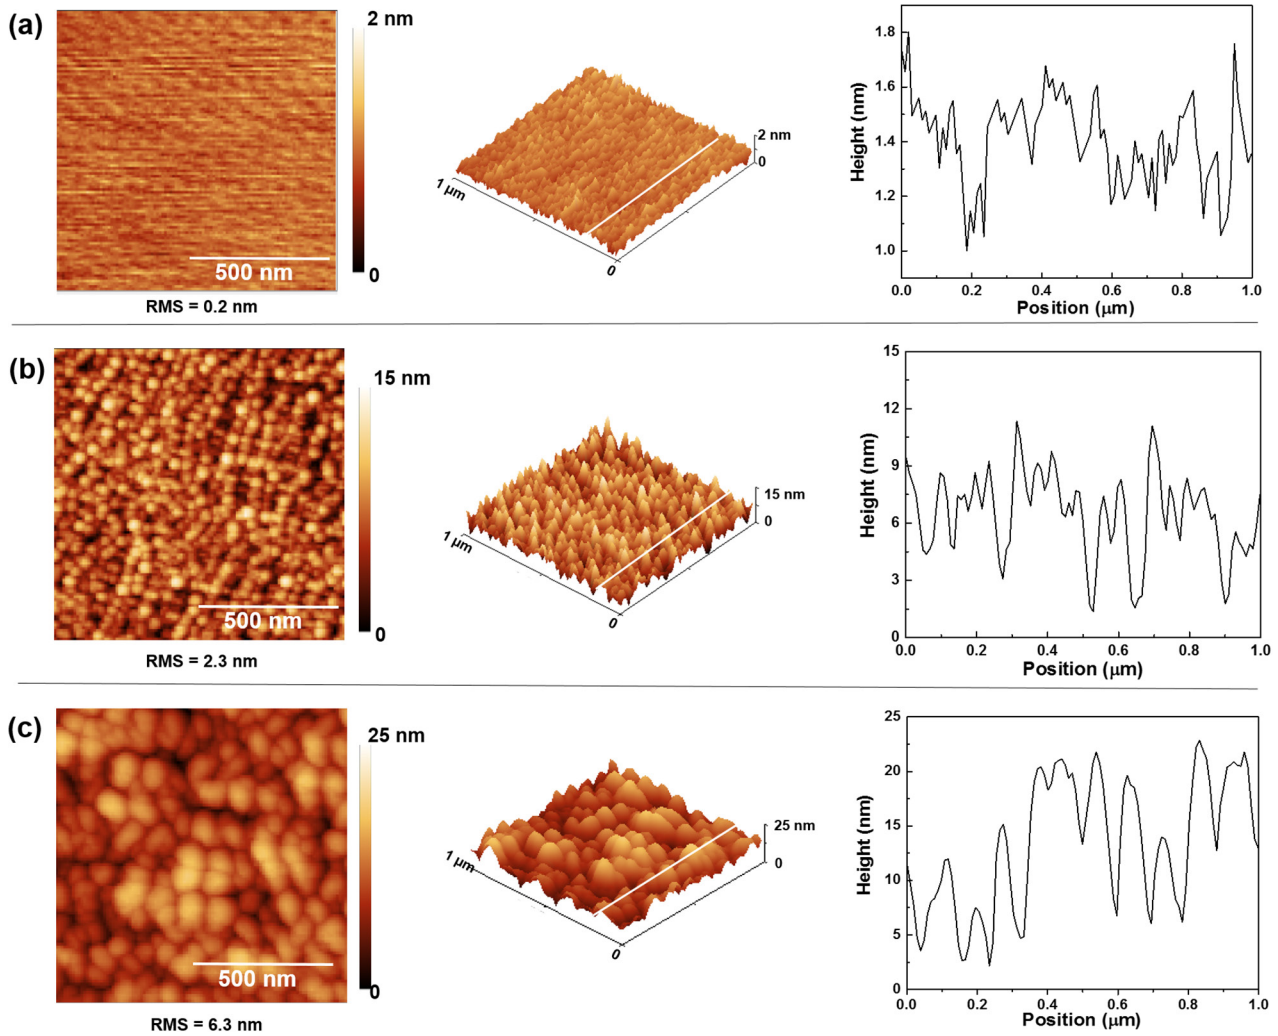 (a)
2 nm
0
500 nm
RMS = 0.2 nm
2 nm
0
1 μm
0
1.8
1.6
1.4
1.2
1.0
Height (nm)
0.0 0.2 0.4 0.6 0.8 1.0
Position (μm)
(b)
15 nm
0
500 nm
RMS = 2.3 nm
15 nm
0
1 μm
0
15
12
9
6
3
0
Height (nm)
0.0 0.2 0.4 0.6 0.8 1.0
Position (μm)
(c)
25 nm
0
500 nm
RMS = 6.3 nm
25 nm
0
1 μm
0
25
20
15
10
5
0
Height (nm)
0.0 0.2 0.4 0.6 0.8 1.0
Position (μm)